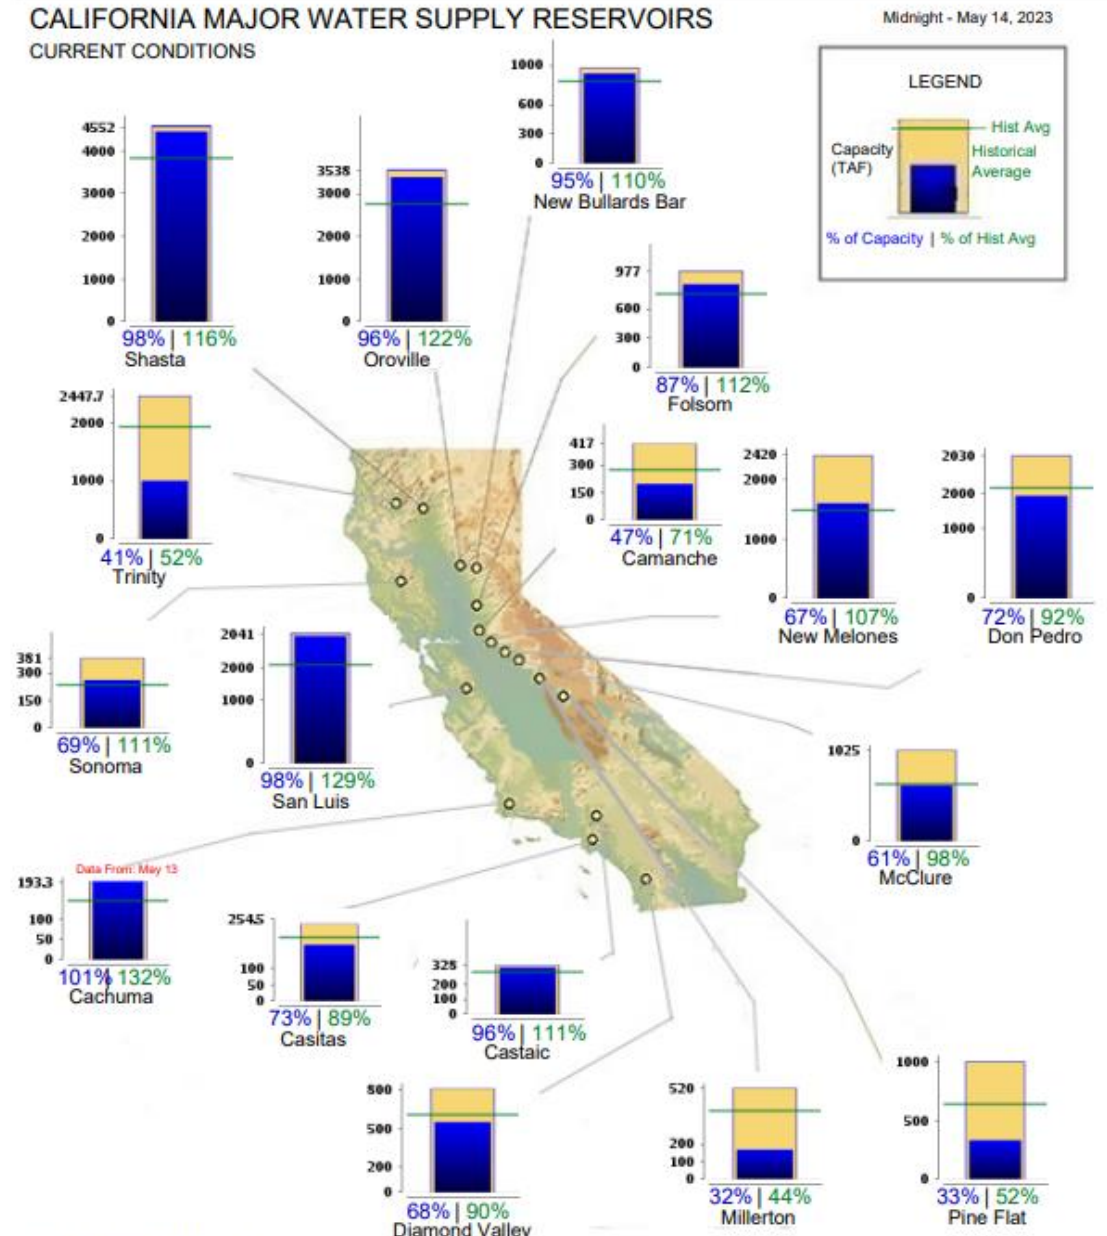 CALIFORNIA MAJOR WATER SUPPLY RESERVOIRS
CURRENT CONDITIONS
Midnight - May 14, 2023
LEGEND
Hist Avg
Capacity
(TAF)
Historical
Average
% of Capacity | % of Hist Avg
4552
4000
3000
2000
1000
0
98% | 116%
Shasta
3538
3000
2000
1000
0
96% | 122%
Oroville
1000
600
300
0
95% | 110%
New Bullards Bar
977
600
300
0
87% | 112%
Folsom
2447.7
2000
1000
0
41% | 52%
Trinity
417
300
150
0
47% | 71%
Camanche
2420
2000
1000
0
67% | 107%
New Melones
2030
2000
1000
0
72% | 92%
Don Pedro
381
300
150
0
69% | 111%
Sonoma
2041
2000
1000
0
98% | 129%
San Luis
1025
0
61% | 98%
McClure
Data From: May 13
193.3
100
50
0
101% | 132%
Cachuma
254.5
100
50
0
73% | 89%
Casitas
325
200
100
0
96% | 111%
Castaic
800
500
200
0
68% | 90%
Diamond Valley
520
200
100
0
32% | 44%
Millerton
1000
500
0
33% | 52%
Pine Flat